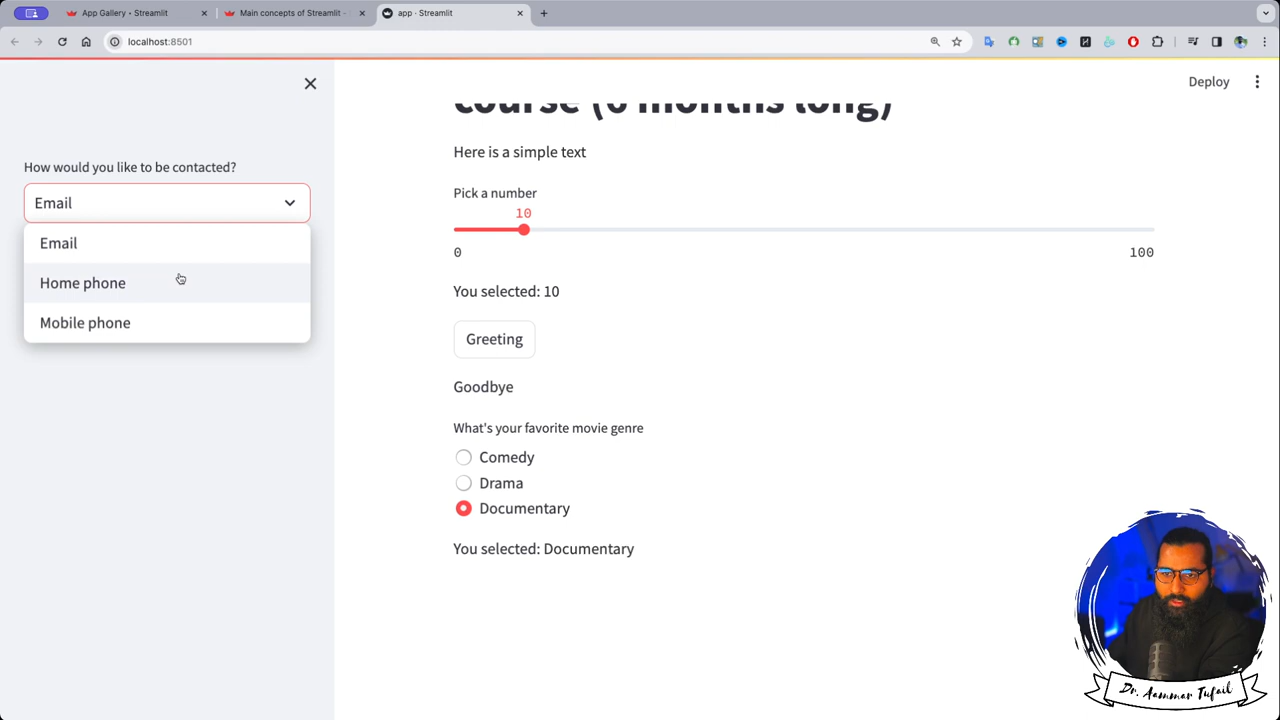 App Gallery • Streamlit
Main concepts of Streamlit -
app · Streamlit
localhost:8501
Deploy
How would you like to be contacted?
Email
Email
Home phone
Mobile phone
course (6 months long)
Here is a simple text
Pick a number
10
0
100
You selected: 10
Greeting
Goodbye
What's your favorite movie genre
Comedy
Drama
Documentary
You selected: Documentary
Dr. Aammar Tufail